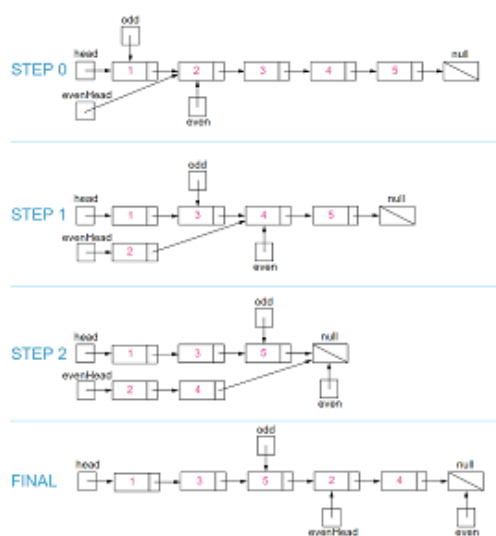 odd
head
null
STEP 0 1 2 3 4 5
evenHead
even
odd
head
null
STEP 1 1 3 4 5
evenHead
2
even
odd
head
null
STEP 2 1 3 5
evenHead
2 4
even
odd
head
null
FINAL 1 3 5 2 4
evenHead even